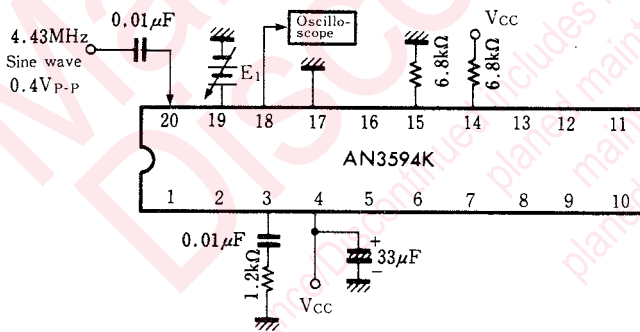 0.01μF
Oscillo-
scope
VCC
4.43MHz
Sine wave
0.4VP-P
E1
6.8kΩ
6.8kΩ
20 19 18 17 16 15 14 13 12 11
AN3594K
1 2 3 4 5 6 7 8 9 10
0.01μF
+
33μF
−
1.2kΩ
VCC